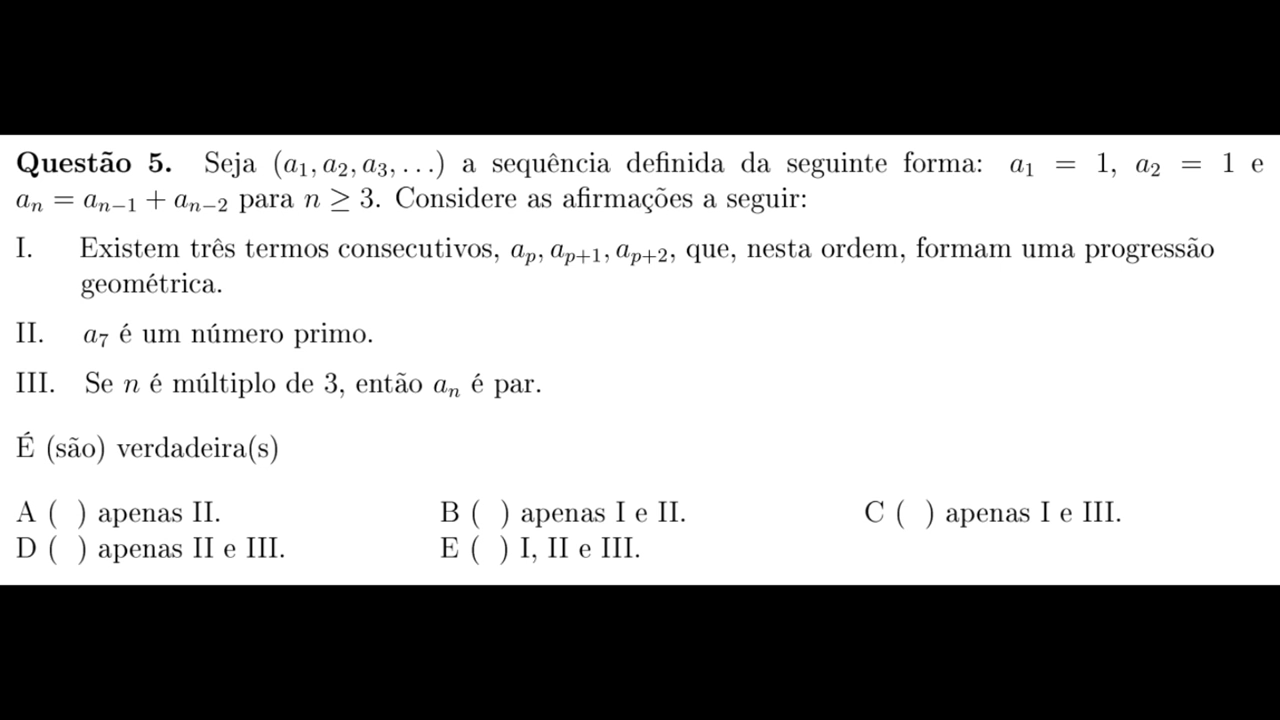 Questão 5. Seja (a₁, a₂, a₃, . . .) a sequência definida da seguinte forma: a₁ = 1, a₂ = 1 e
aₙ = aₙ₋₁ + aₙ₋₂ para n ≥ 3. Considere as afirmações a seguir:
I. Existem três termos consecutivos, aₚ, aₚ₊₁, aₚ₊₂, que, nesta ordem, formam uma progressão
geométrica.
II. a₇ é um número primo.
III. Se n é múltiplo de 3, então aₙ é par.
É (são) verdadeira(s)
A ( ) apenas II. B ( ) apenas I e II. C ( ) apenas I e III.
D ( ) apenas II e III. E ( ) I, II e III.